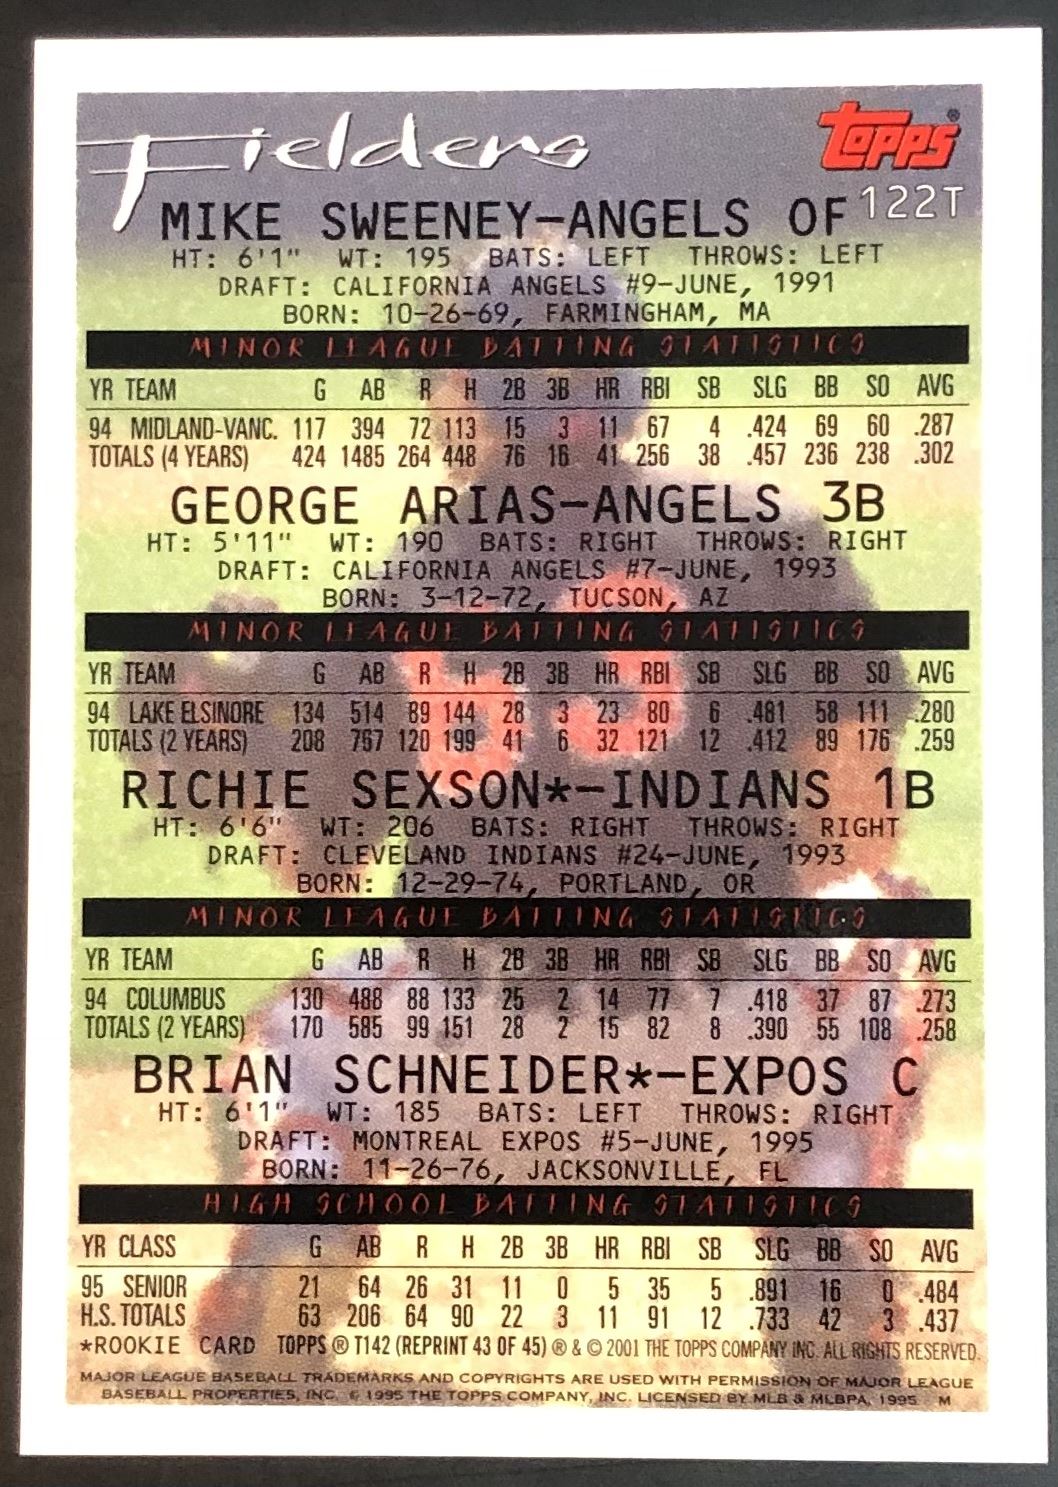 Fielders
TOPPS®
122T
MIKE SWEENEY-ANGELS OF
HT: 6'1" WT: 195 BATS: LEFT THROWS: LEFT
DRAFT: CALIFORNIA ANGELS #9-JUNE, 1991
BORN: 10-26-69, FARMINGHAM, MA
MINOR LEAGUE BATTING STATISTICS
YR TEAM G AB R H 2B 3B HR RBI SB SLG BB SO AVG
94 MIDLAND-VANC. 117 394 72 113 15 3 11 67 4 .424 69 60 .287
TOTALS (4 YEARS) 424 1485 264 448 76 16 41 256 38 .457 236 238 .302
GEORGE ARIAS-ANGELS 3B
HT: 5'11" WT: 190 BATS: RIGHT THROWS: RIGHT
DRAFT: CALIFORNIA ANGELS #7-JUNE, 1993
BORN: 3-12-72, TUCSON, AZ
MINOR LEAGUE BATTING STATISTICS
YR TEAM G AB R H 2B 3B HR RBI SB SLG BB SO AVG
94 LAKE ELSINORE 134 514 89 144 28 3 23 80 6 .481 58 111 .280
TOTALS (2 YEARS) 208 767 120 199 41 6 32 121 12 .412 89 176 .259
RICHIE SEXSON*-INDIANS 1B
HT: 6'6" WT: 206 BATS: RIGHT THROWS: RIGHT
DRAFT: CLEVELAND INDIANS #24-JUNE, 1993
BORN: 12-29-74, PORTLAND, OR
MINOR LEAGUE BATTING STATISTICS
YR TEAM G AB R H 2B 3B HR RBI SB SLG BB SO AVG
94 COLUMBUS 130 488 88 133 25 2 14 77 7 .418 37 87 .273
TOTALS (2 YEARS) 170 585 99 151 28 2 15 82 8 .390 55 108 .258
BRIAN SCHNEIDER*-EXPOS C
HT: 6'1" WT: 185 BATS: LEFT THROWS: RIGHT
DRAFT: MONTREAL EXPOS #5-JUNE, 1995
BORN: 11-26-76, JACKSONVILLE, FL
HIGH SCHOOL BATTING STATISTICS
YR CLASS G AB R H 2B 3B HR RBI SB SLG BB SO AVG
95 SENIOR 21 64 26 31 11 0 5 35 5 .891 16 0 .484
H.S. TOTALS 63 206 64 90 22 3 11 91 12 .733 42 3 .437
*ROOKIE CARD TOPPS ® T142 (REPRINT 43 OF 45) ® & © 2001 THE TOPPS COMPANY INC. ALL RIGHTS RESERVED.
MAJOR LEAGUE BASEBALL TRADEMARKS AND COPYRIGHTS ARE USED WITH PERMISSION OF MAJOR LEAGUE
BASEBALL PROPERTIES, INC. © 1995 THE TOPPS COMPANY, INC. LICENSED BY MLB & MLBPA, 1995 M